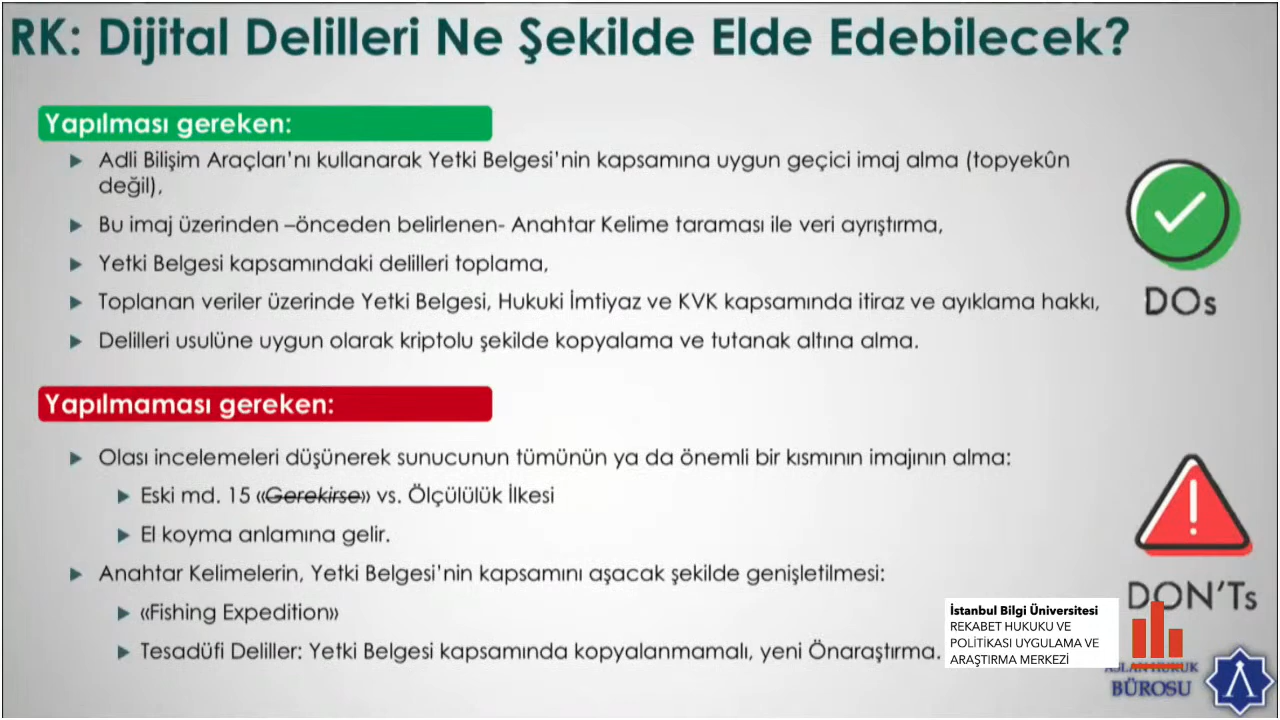 RK: Dijital Delilleri Ne Şekilde Elde Edebilecek?
Yapılması gereken:
Adli Bilişim Araçları'nı kullanarak Yetki Belgesi'nin kapsamına uygun geçici imaj alma (topyekûn
değil),
Bu imaj üzerinden –önceden belirlenen- Anahtar Kelime taraması ile veri ayrıştırma,
Yetki Belgesi kapsamındaki delilleri toplama,
Toplanan veriler üzerinde Yetki Belgesi, Hukuki İmtiyaz ve KVK kapsamında itiraz ve ayıklama hakkı,
Delilleri usulüne uygun olarak kriptolu şekilde kopyalama ve tutanak altına alma.
DOs
Yapılmaması gereken:
Olası incelemeleri düşünerek sunucunun tümünün ya da önemli bir kısmının imajının alma:
Eski md. 15 «Gerekirse» vs. Ölçülülük İlkesi
El koyma anlamına gelir.
Anahtar Kelimelerin, Yetki Belgesi'nin kapsamını aşacak şekilde genişletilmesi:
«Fishing Expedition»
Tesadüfi Deliller: Yetki Belgesi kapsamında kopyalanmamalı, yeni Önaraştırma.
DON'Ts
İstanbul Bilgi Üniversitesi
REKABET HUKUKU VE
POLİTİKASI UYGULAMA VE
ARAŞTIRMA MERKEZİ
ASLAN HUKUK
BÜROSU